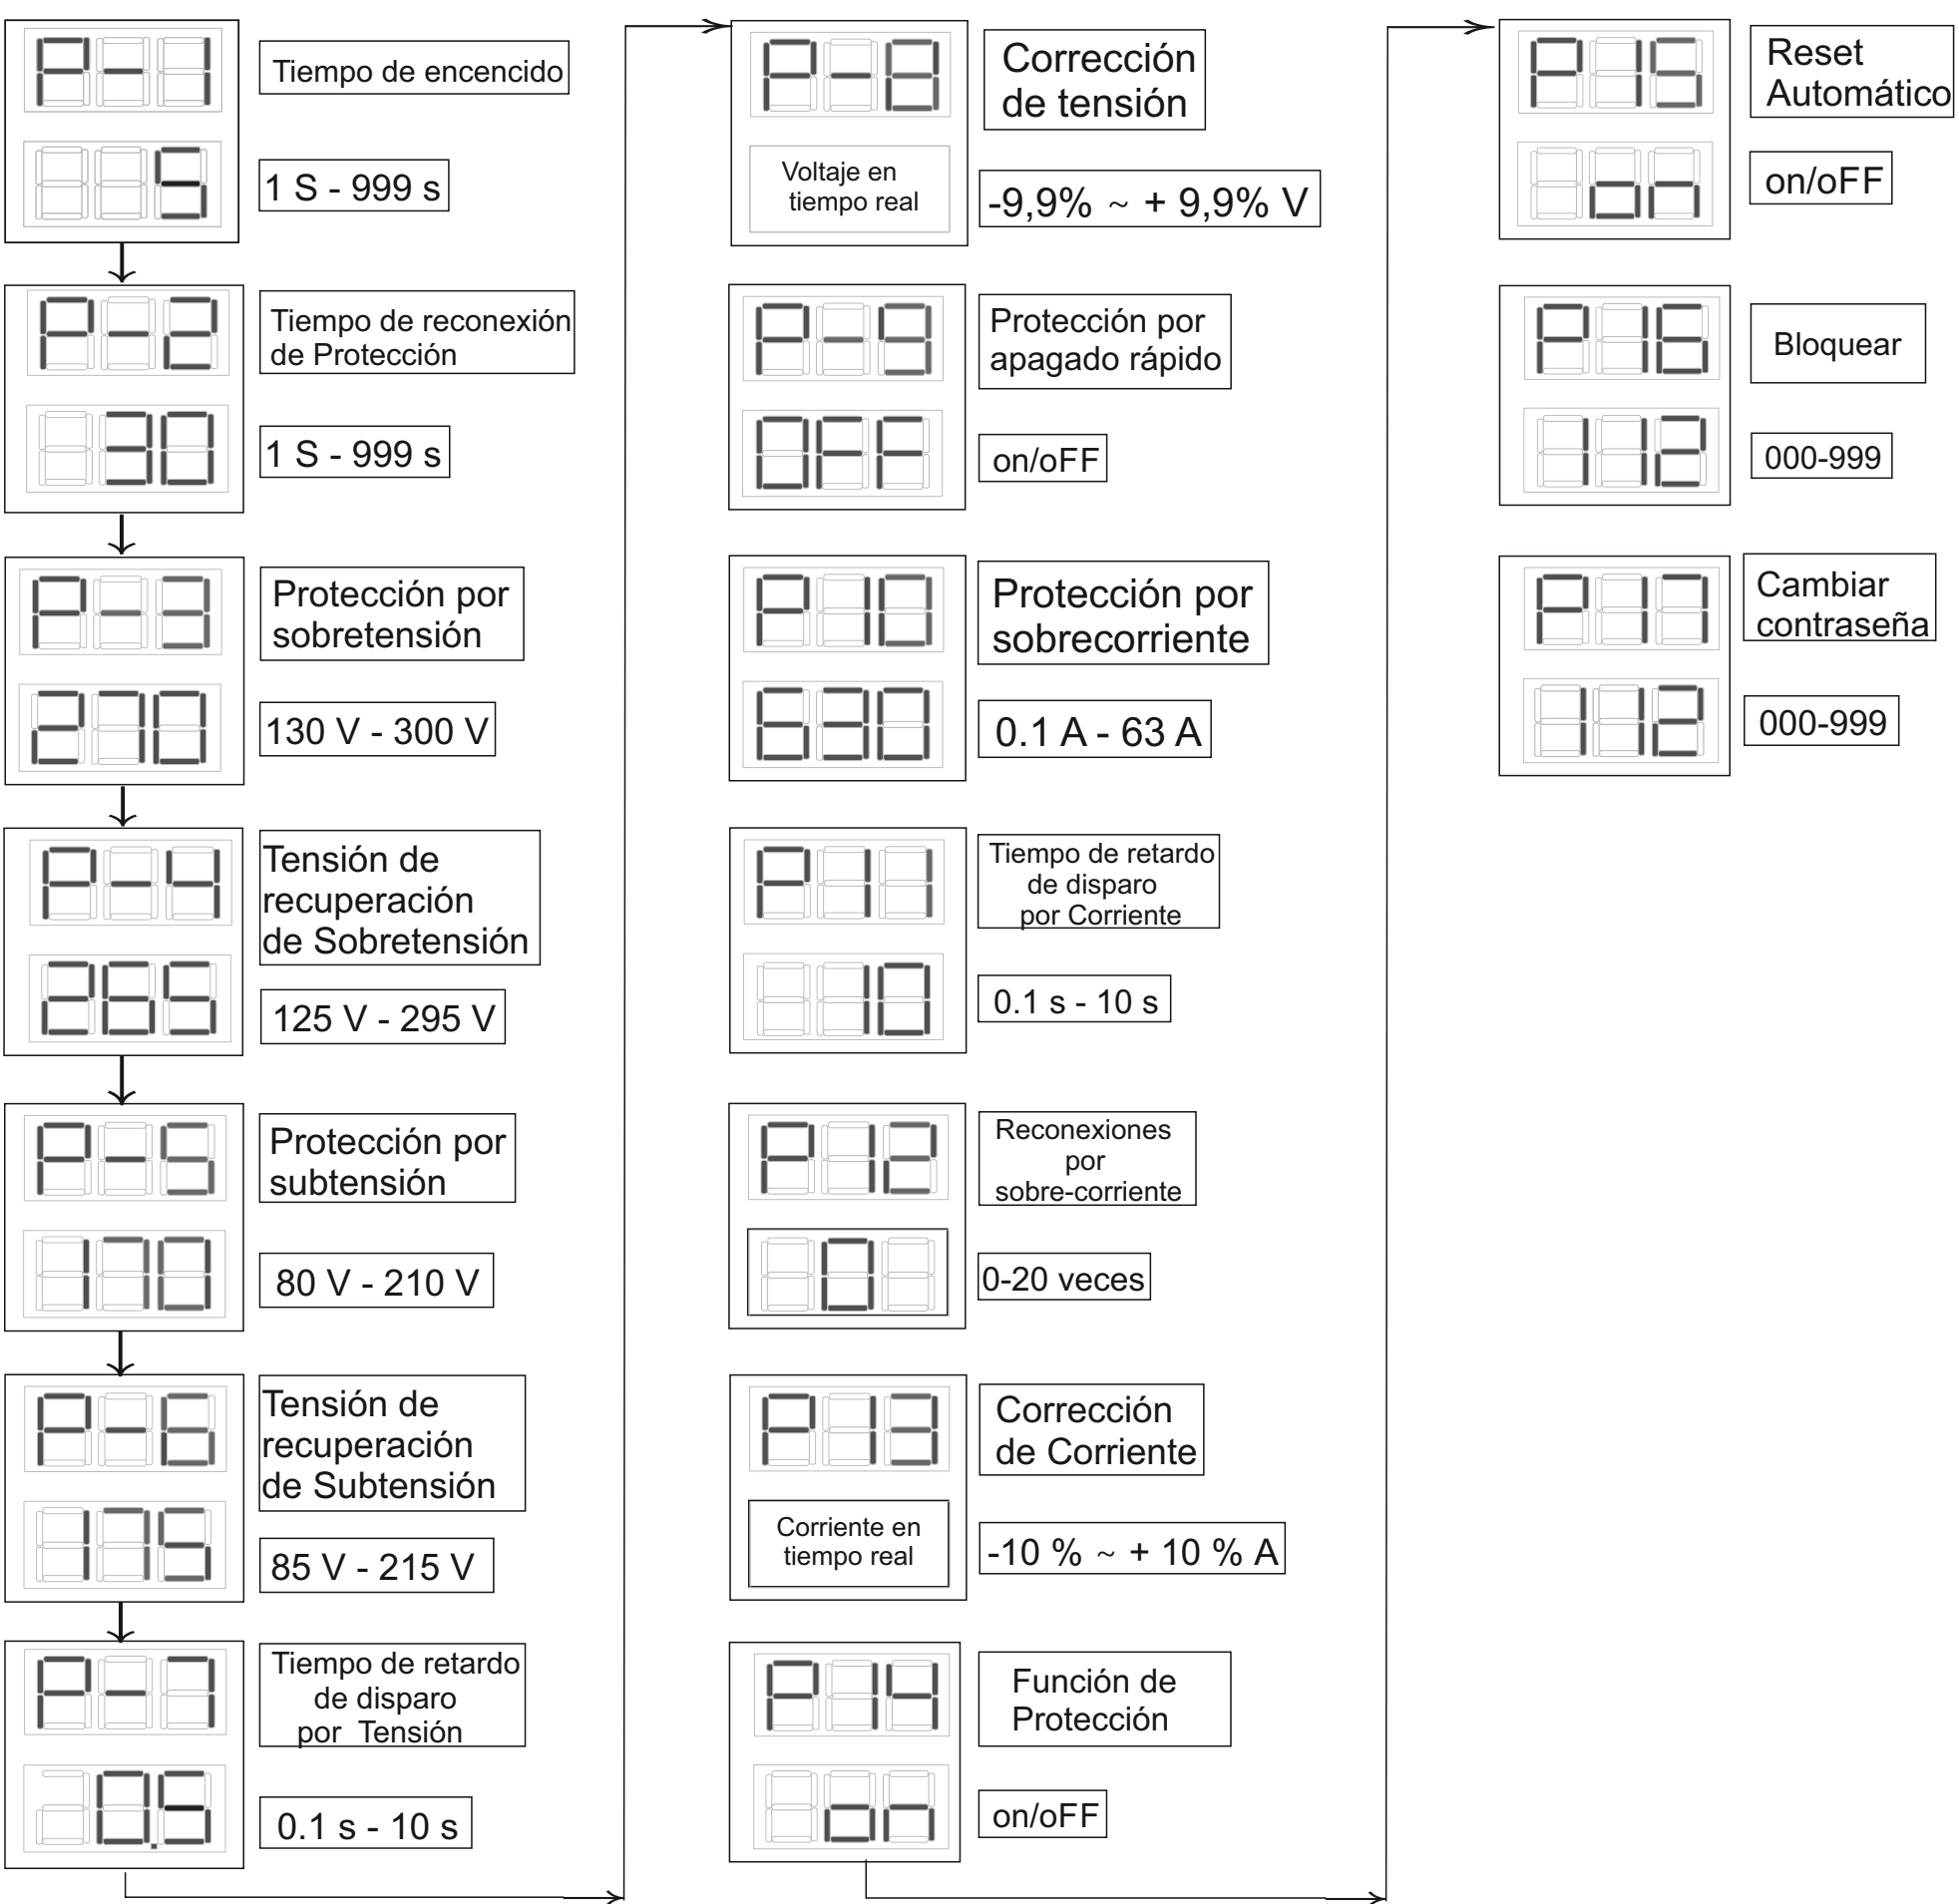 P-1
Tiempo de encencido
5
1 S - 999 s
P-2
Tiempo de reconexión
de Protección
30
1 S - 999 s
P-3
Protección por
sobretensión
270
130 V - 300 V
P-4
Tensión de
recuperación
de Sobretensión
265
125 V - 295 V
P-5
Protección por
subtensión
170
80 V - 210 V
P-6
Tensión de
recuperación
de Subtensión
175
85 V - 215 V
P-7
Tiempo de retardo
de disparo
por Tensión
0.5
0.1 s - 10 s
P-8
Corrección
de tensión
Voltaje en
tiempo real
-9,9% ~ + 9,9% V
P-9
Protección por
apagado rápido
OFF
on/oFF
P10
Protección por
sobrecorriente
630
0.1 A - 63 A
P11
Tiempo de retardo
de disparo
por Corriente
10
0.1 s - 10 s
P12
Reconexiones
por
sobre-corriente
0
0-20 veces
P13
Corrección
de Corriente
Corriente en
tiempo real
-10 % ~ + 10 % A
P14
Función de
Protección
on
on/oFF
P15
Reset
Automático
on
on/oFF
P16
Bloquear
112
000-999
P17
Cambiar
contraseña
112
000-999